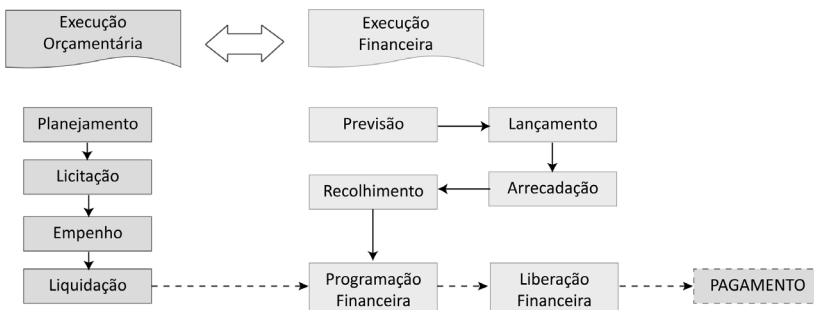 Execução
Orçamentária
Execução
Financeira
Planejamento
Previsão
Lançamento
Licitação
Recolhimento
Arrecadação
Empenho
Liquidação
Programação
Financeira
Liberação
Financeira
PAGAMENTO